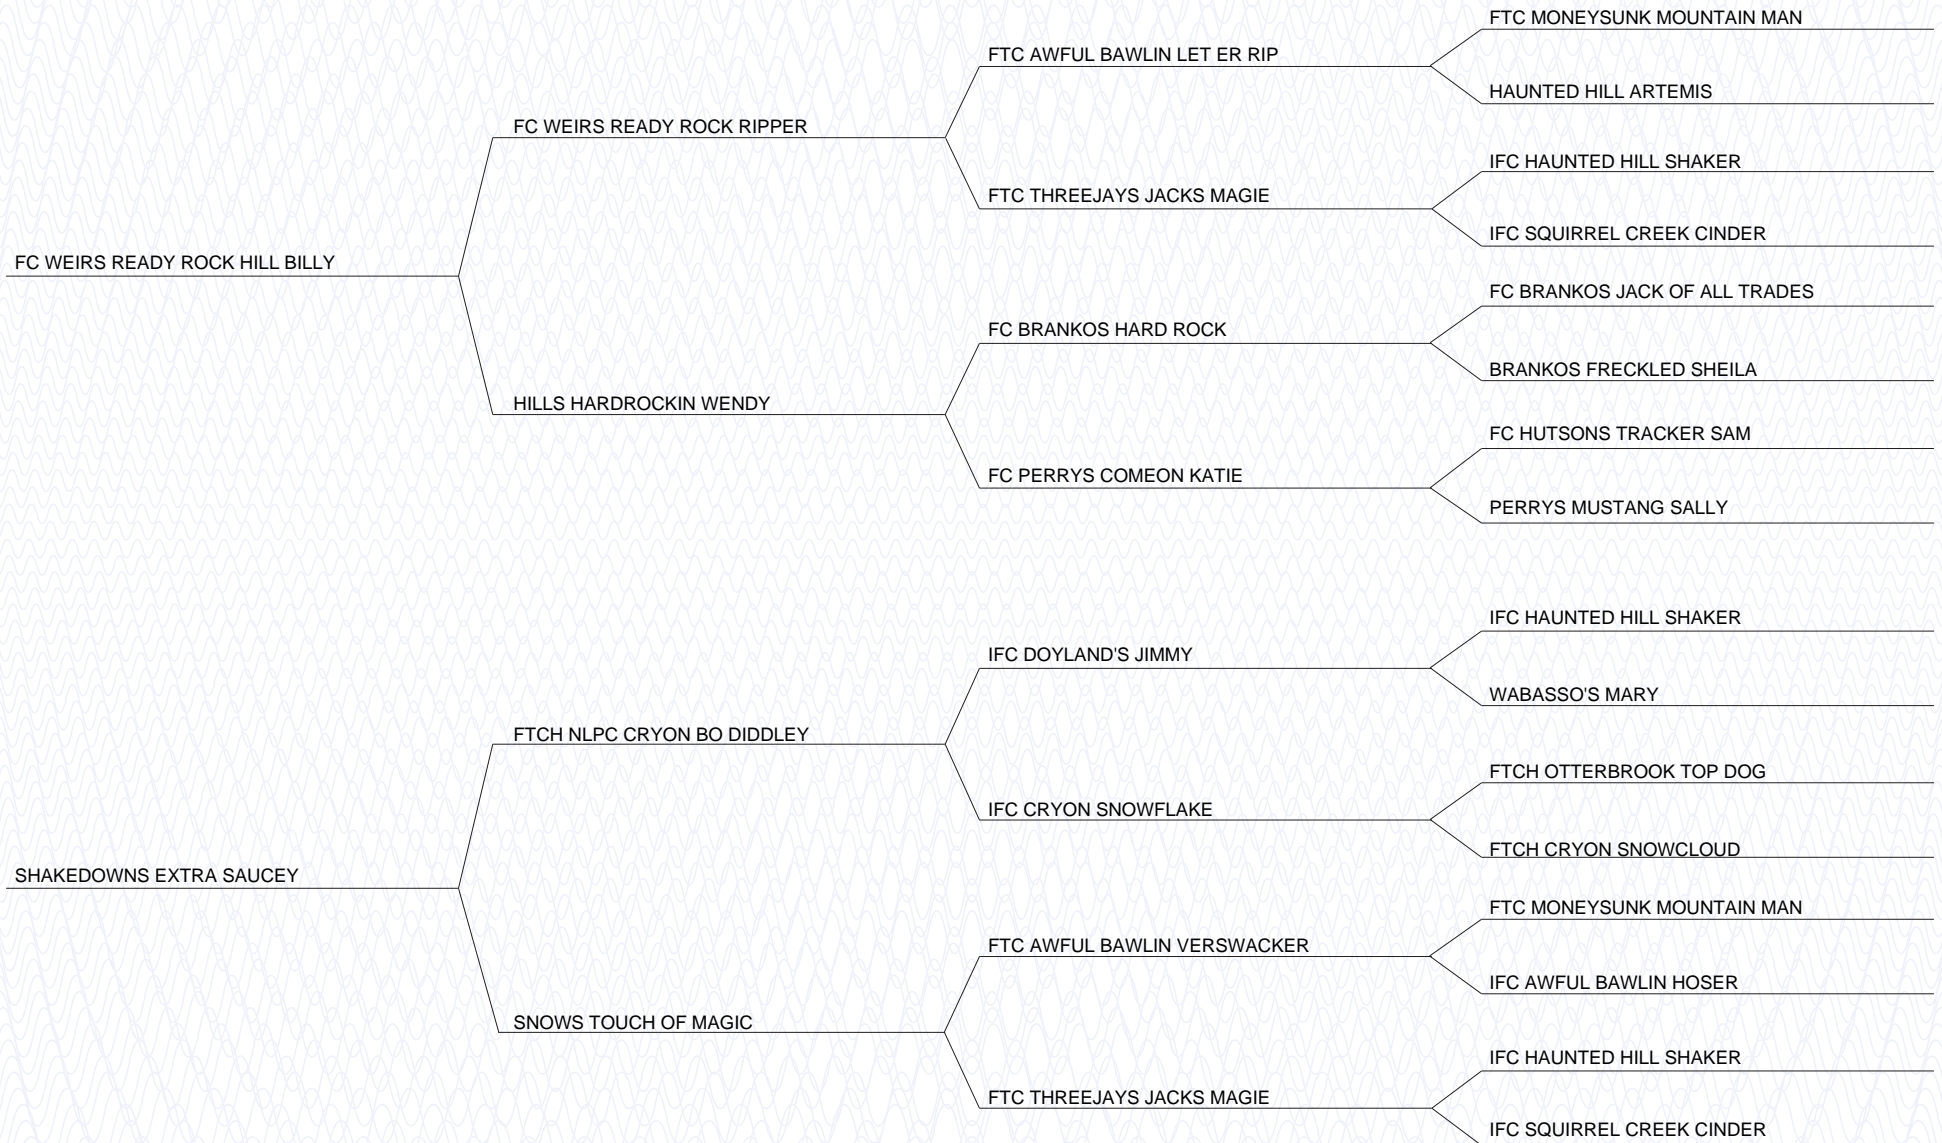 FTC MONEYSUNK MOUNTAIN MAN
FTC AWFUL BAWLIN LET ER RIP
HAUNTED HILL ARTEMIS
FC WEIRS READY ROCK RIPPER
IFC HAUNTED HILL SHAKER
FTC THREEJAYS JACKS MAGIE
IFC SQUIRREL CREEK CINDER
FC WEIRS READY ROCK HILL BILLY
FC BRANKOS JACK OF ALL TRADES
FC BRANKOS HARD ROCK
BRANKOS FRECKLED SHEILA
HILLS HARDROCKIN WENDY
FC HUTSONS TRACKER SAM
FC PERRYS COMEON KATIE
PERRYS MUSTANG SALLY
IFC HAUNTED HILL SHAKER
IFC DOYLAND'S JIMMY
WABASSO'S MARY
FTCH NLPC CRYON BO DIDDLEY
FTCH OTTERBROOK TOP DOG
IFC CRYON SNOWFLAKE
FTCH CRYON SNOWCLOUD
SHAKEDOWNS EXTRA SAUCEY
FTC MONEYSUNK MOUNTAIN MAN
FTC AWFUL BAWLIN VERSWACKER
IFC AWFUL BAWLIN HOSER
SNOWS TOUCH OF MAGIC
IFC HAUNTED HILL SHAKER
FTC THREEJAYS JACKS MAGIE
IFC SQUIRREL CREEK CINDER